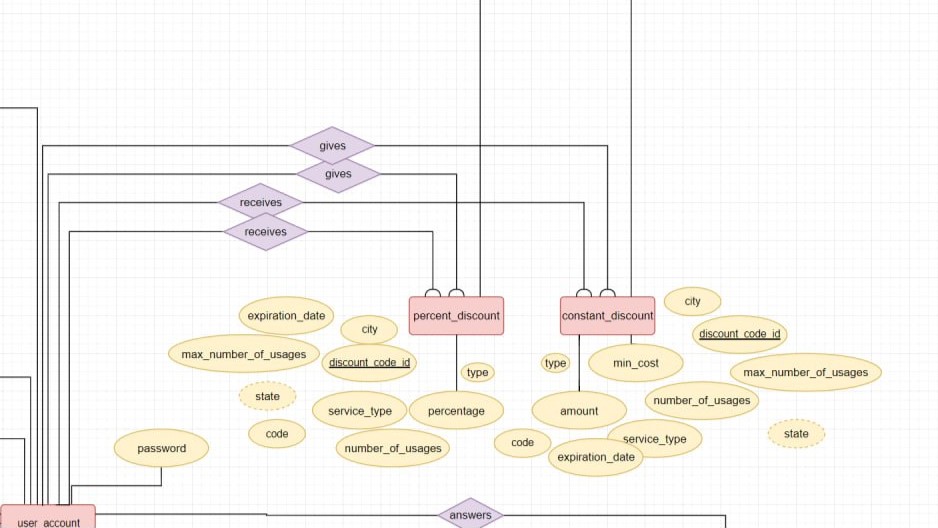 gives
gives
receives
receives
expiration_date
city
max_number_of_usages
discount_code_id
state
service_type
code
number_of_usages
password
percent_discount
type
percentage
constant_discount
city
discount_code_id
type
min_cost
max_number_of_usages
amount
number_of_usages
code
service_type
state
expiration_date
user_account
answers